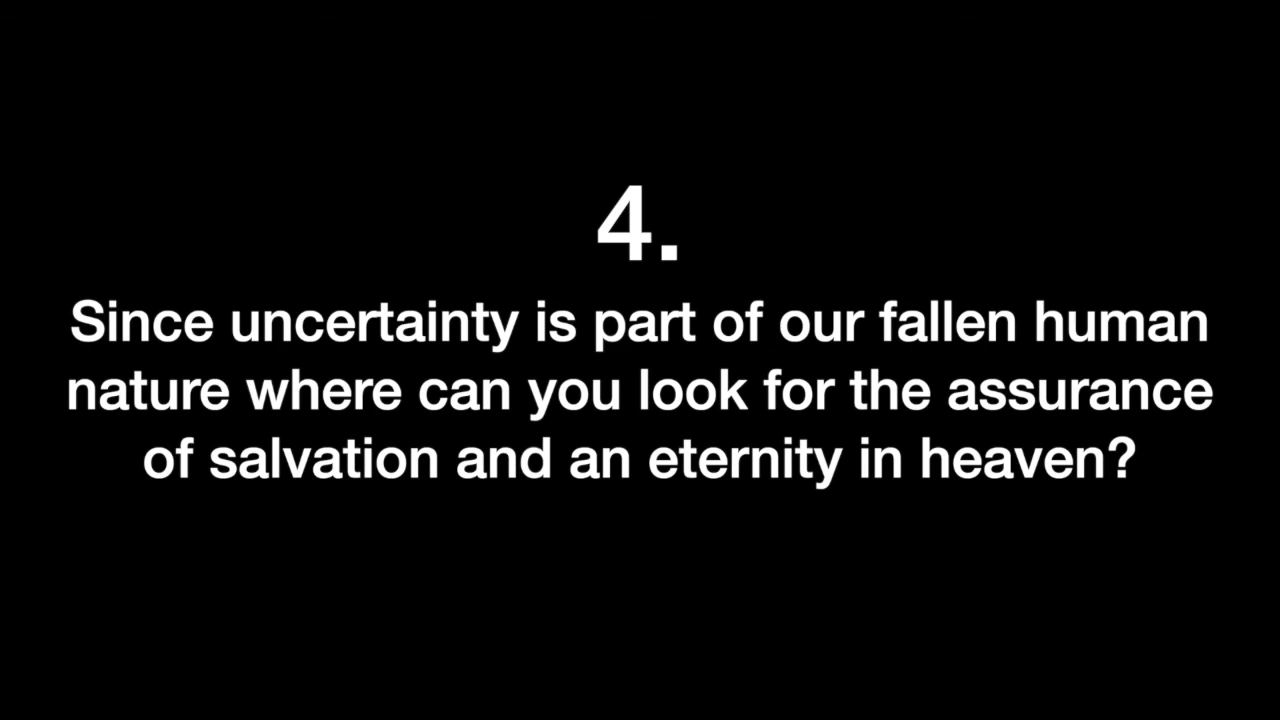 4.
Since uncertainty is part of our fallen human
nature where can you look for the assurance
of salvation and an eternity in heaven?